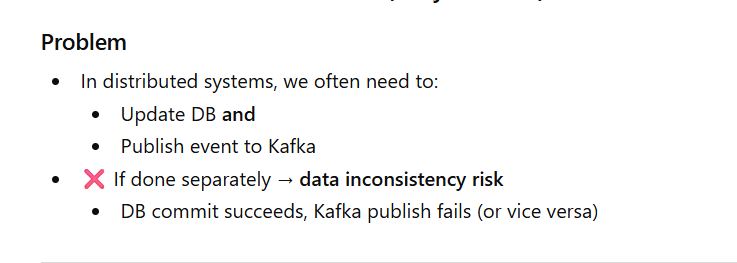 Problem
• In distributed systems, we often need to:
• Update DB and
• Publish event to Kafka
• ❌ If done separately → data inconsistency risk
• DB commit succeeds, Kafka publish fails (or vice versa)